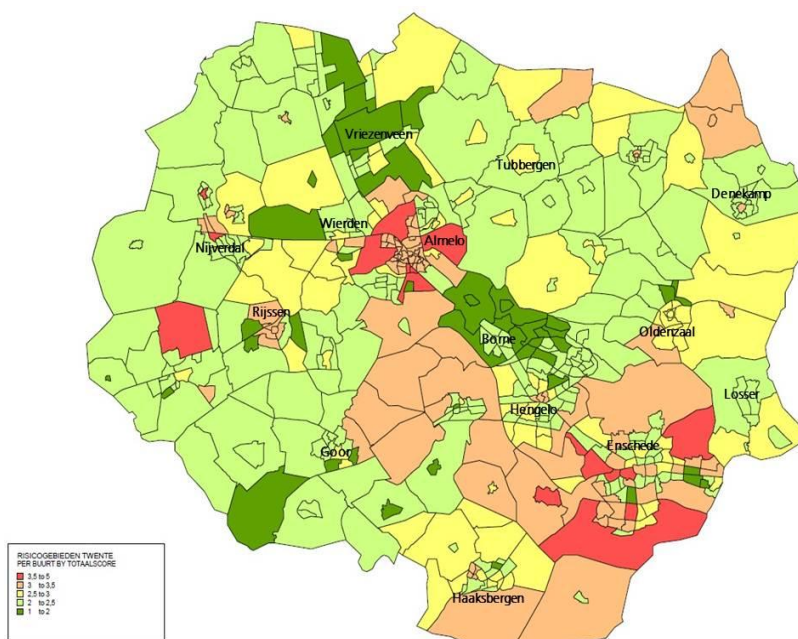 Vriezenveen
Tubbergen
Denekamp
Wierden
Almelo
Nijverdal
Rijssen
Borne
Oldenzaal
Losser
Hengelo
Goor
Enschede
Haaksbergen
RISICOGEBIEDEN TWENTE
PER BUURT BY TOTAALSCORE
3,5 to 5
3 to 3,5
2,5 to 3
2 to 2,5
1 to 2